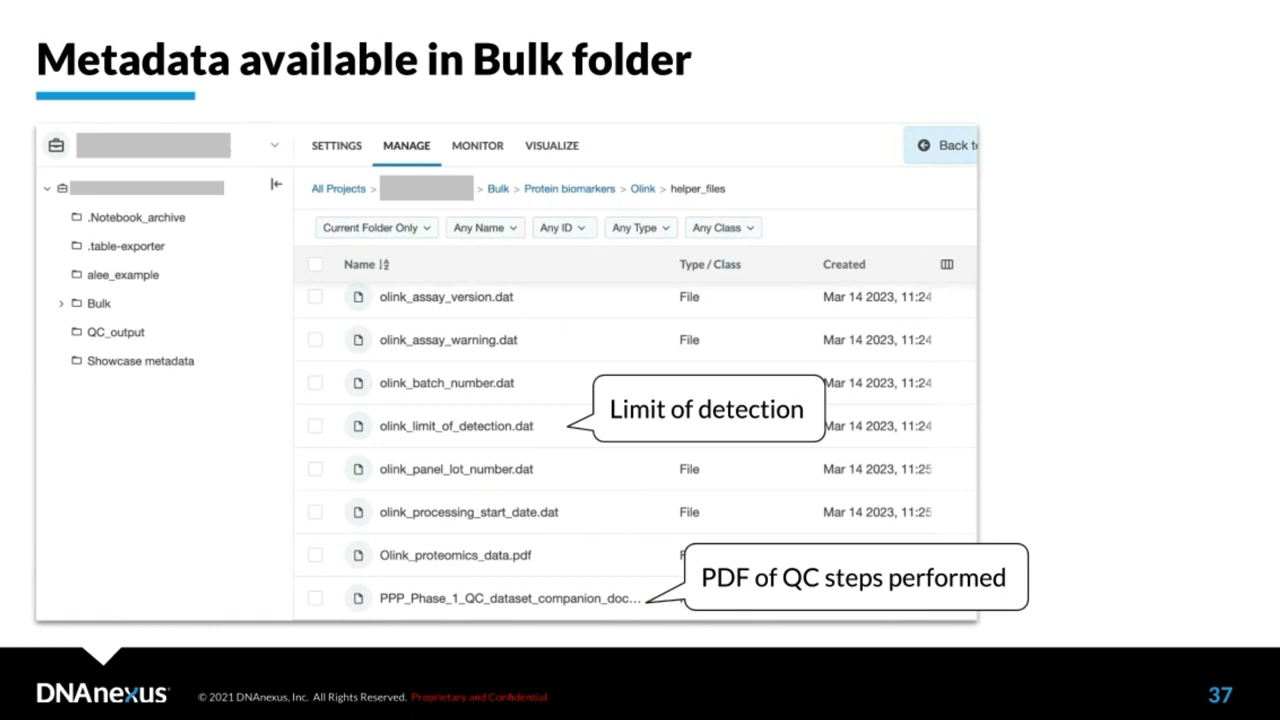 Metadata available in Bulk folder
SETTINGS MANAGE MONITOR VISUALIZE
Back
All Projects > > Bulk > Protein biomarkers > Olink > helper_files
.Notebook_archive
.table-exporter
alee_example
Bulk
QC_output
Showcase metadata
Current Folder Only Any Name Any ID Any Type Any Class
Name Type / Class Created
olink_assay_version.dat File Mar 14 2023, 11:24
olink_assay_warning.dat File Mar 14 2023, 11:24
olink_batch_number.dat Mar 14 2023, 11:24
Limit of detection
olink_limit_of_detection.dat Mar 14 2023, 11:24
olink_panel_lot_number.dat File Mar 14 2023, 11:25
olink_processing_start_date.dat File Mar 14 2023, 11:25
Olink_proteomics_data.pdf
PDF of QC steps performed
PPP_Phase_1_QC_dataset_companion_doc...
DNAnexus © 2021 DNAnexus, Inc. All Rights Reserved. Proprietary and Confidential 37